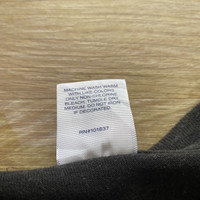 MACHINE WASH WARM
WITH LIKE COLORS
ONLY NON-CHLORINE
BLEACH, TUMBLE DRY
MEDIUM, DO NOT IRON
IF DECORATED
RN#101837